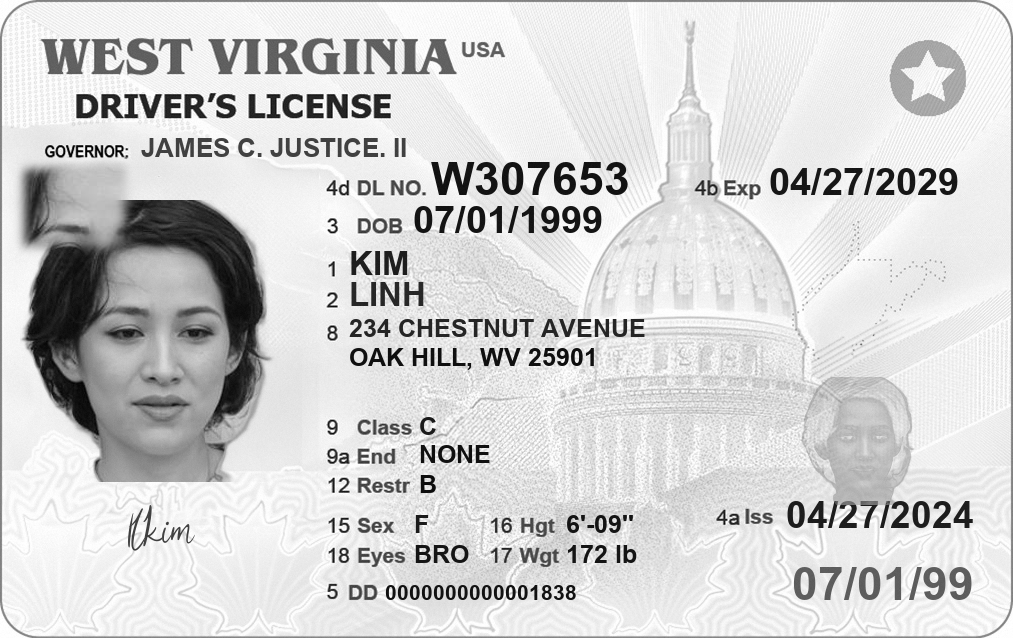 WEST VIRGINIA USA
DRIVER'S LICENSE
GOVERNOR: JAMES C. JUSTICE. II
4d DL NO. W307653 4b Exp 04/27/2029
3 DOB 07/01/1999
1 KIM
2 LINH
8 234 CHESTNUT AVENUE
OAK HILL, WV 25901
9 Class C
9a End NONE
12 Restr B
15 Sex F 16 Hgt 6'-09"
4a Iss 04/27/2024
18 Eyes BRO 17 Wgt 172 lb
5 DD 0000000000001838
07/01/99